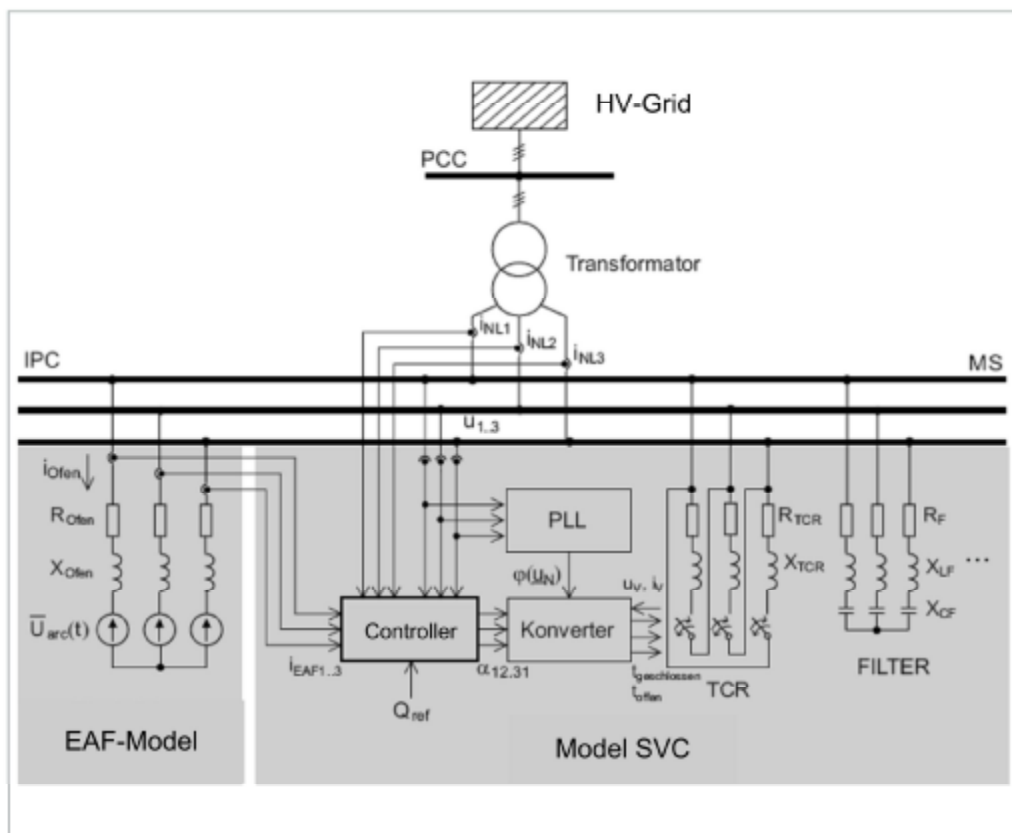 HV-Grid
PCC
Transformator
iNL1
iNL2
iNL3
IPC
MS
u1..3
iOfen
ROfen
XOfen
Uarc(t)
PLL
φ(uN)
uV, iV
RTCR
XTCR
RF
XLF
...
XCF
Controller
Konverter
iEAF1..3
α12.31
tgeschlossen
toffen
TCR
FILTER
Qref
EAF-Model
Model SVC